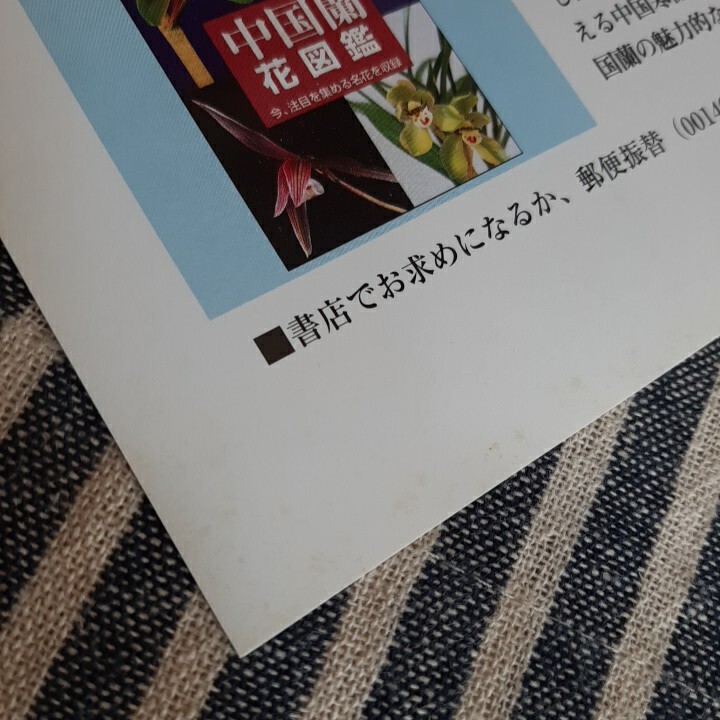 中国蘭
花図鑑
今、注目を集める名花を収録
える中国寒
国蘭の魅力的な
■書店でお求めになるか、郵便振替（0014